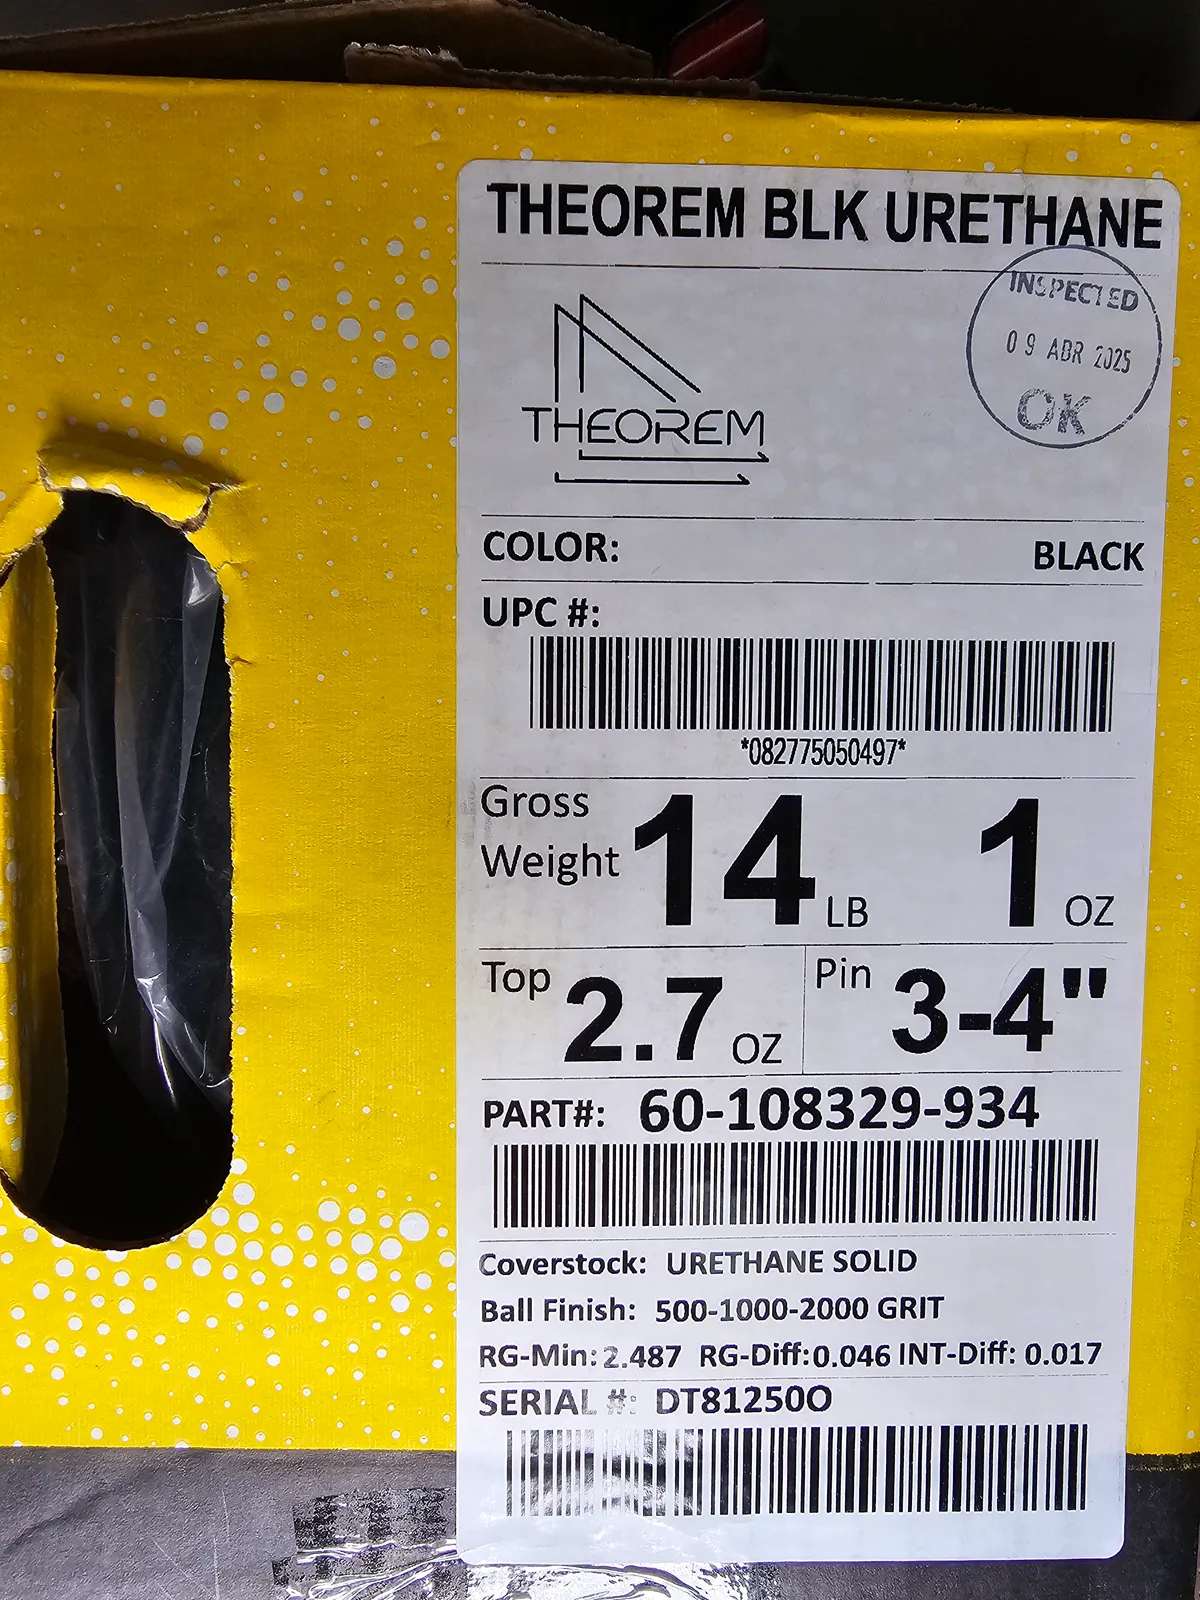 THEOREM BLK URETHANE
INSPECTED
09 ABR 2025
OK
THEOREM
COLOR: BLACK
UPC #:
*082775050497*
Gross Weight 14 LB 1 OZ
Top 2.7 OZ Pin 3-4"
PART#: 60-108329-934
Coverstock: URETHANE SOLID
Ball Finish: 500-1000-2000 GRIT
RG-Min: 2.487 RG-Diff: 0.046 INT-Diff: 0.017
SERIAL #: DT81250O